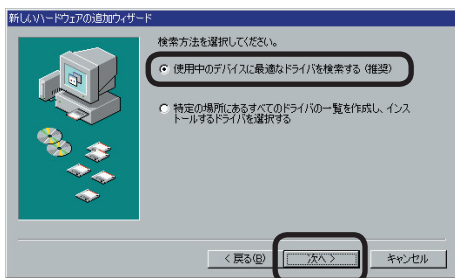 新しいハードウェアの追加ウィザード
検索方法を選択してください。
使用中のデバイスに最適なドライバを検索する (推奨)
特定の場所にあるすべてのドライバの一覧を作成し、インス
トールするドライバを選択する
< 戻る(B)
次へ >
キャンセル